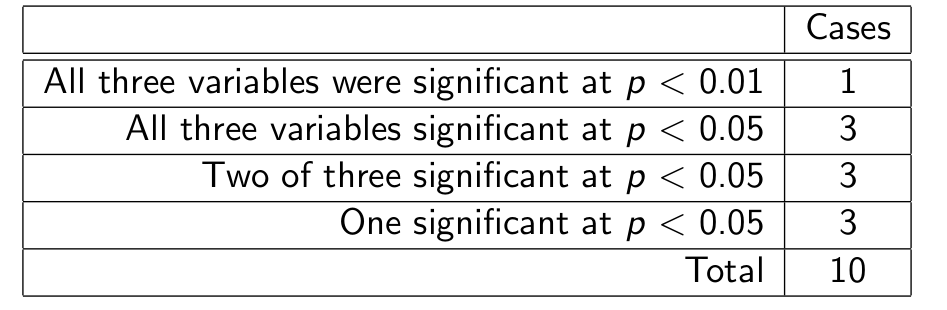 Cases
All three variables were significant at p < 0.01 1
All three variables significant at p < 0.05 3
Two of three significant at p < 0.05 3
One significant at p < 0.05 3
Total 10